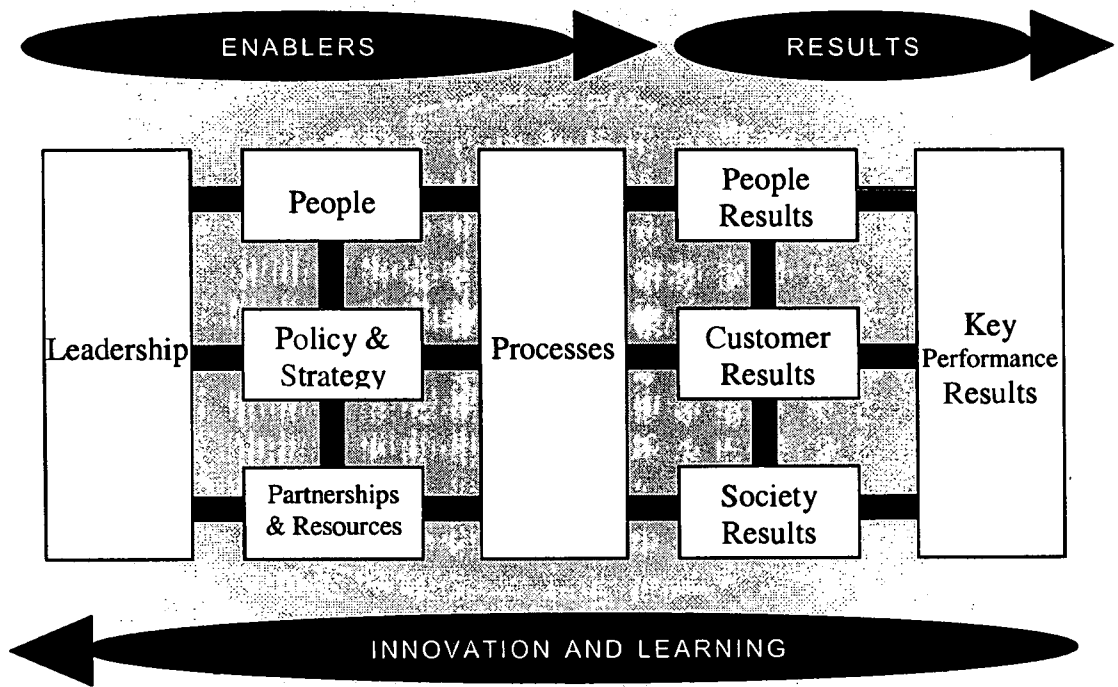 ENABLERS
RESULTS
Leadership
People
Policy &
Strategy
Partnerships
& Resources
Processes
People
Results
Customer
Results
Society
Results
Key
Performance
Results
INNOVATION AND LEARNING